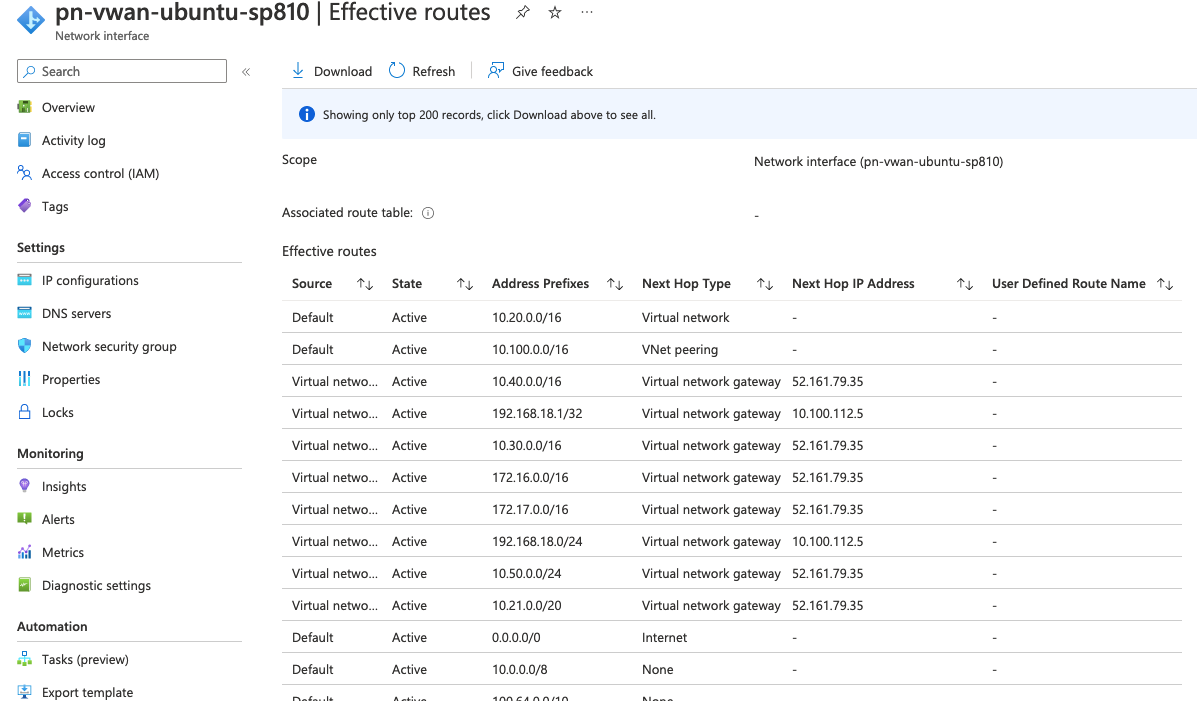 pn-vwan-ubuntu-sp810 | Effective routes
Network interface
Search
Overview
Activity log
Access control (IAM)
Tags
Settings
IP configurations
DNS servers
Network security group
Properties
Locks
Monitoring
Insights
Alerts
Metrics
Diagnostic settings
Automation
Tasks (preview)
Export template
Download Refresh Give feedback
Showing only top 200 records, click Download above to see all.
Scope Network interface (pn-vwan-ubuntu-sp810)
Associated route table: -
Effective routes
Source State Address Prefixes Next Hop Type Next Hop IP Address User Defined Route Name
Default Active 10.20.0.0/16 Virtual network - -
Default Active 10.100.0.0/16 VNet peering - -
Virtual netwo... Active 10.40.0.0/16 Virtual network gateway 52.161.79.35 -
Virtual netwo... Active 192.168.18.1/32 Virtual network gateway 10.100.112.5 -
Virtual netwo... Active 10.30.0.0/16 Virtual network gateway 52.161.79.35 -
Virtual netwo... Active 172.16.0.0/16 Virtual network gateway 52.161.79.35 -
Virtual netwo... Active 172.17.0.0/16 Virtual network gateway 52.161.79.35 -
Virtual netwo... Active 192.168.18.0/24 Virtual network gateway 10.100.112.5 -
Virtual netwo... Active 10.50.0.0/24 Virtual network gateway 52.161.79.35 -
Virtual netwo... Active 10.21.0.0/20 Virtual network gateway 52.161.79.35 -
Default Active 0.0.0.0/0 Internet - -
Default Active 10.0.0.0/8 None - -
Default Active 100.64.0.0/10 None